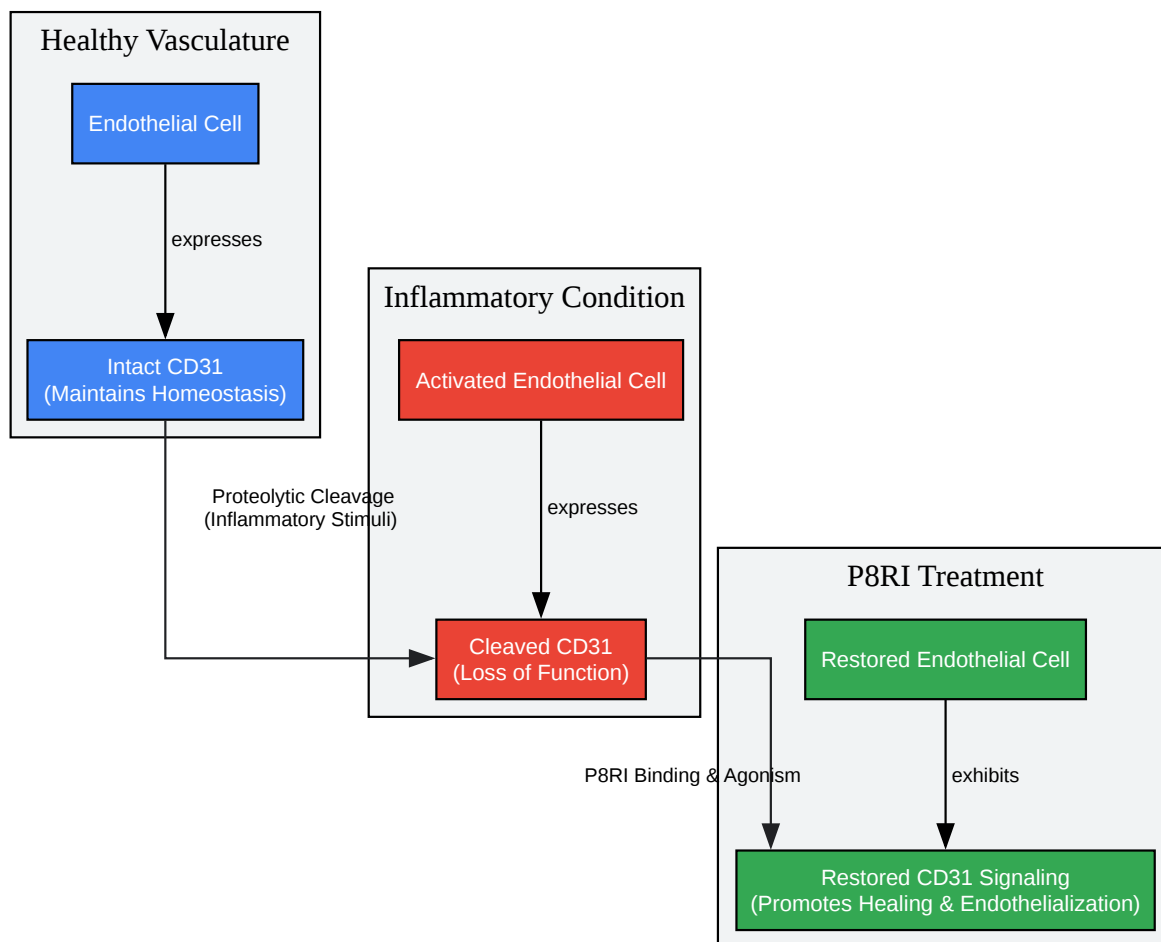 Healthy Vasculature
Endothelial Cell
expresses
Intact CD31
(Maintains Homeostasis)
Proteolytic Cleavage
(Inflammatory Stimuli)
Inflammatory Condition
Activated Endothelial Cell
expresses
Cleaved CD31
(Loss of Function)
P8RI Binding & Agonism
P8RI Treatment
Restored Endothelial Cell
exhibits
Restored CD31 Signaling
(Promotes Healing & Endothelialization)